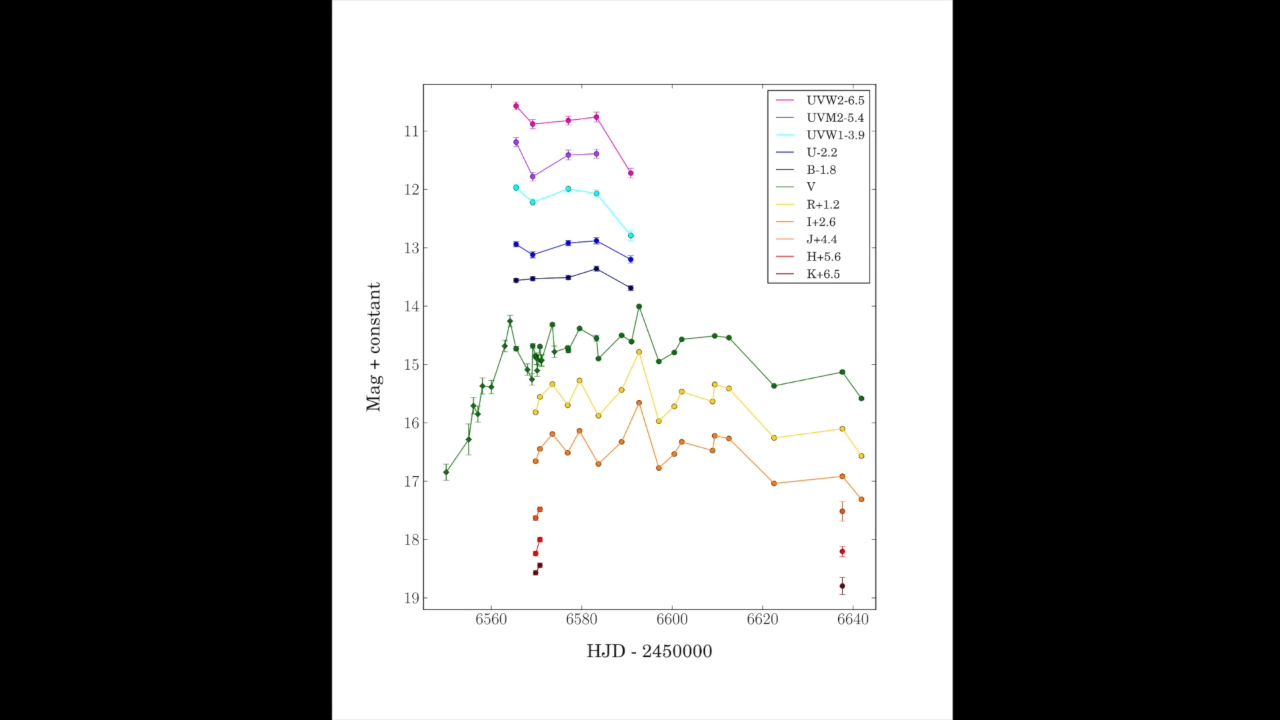 UVW2-6.5
UVM2-5.4
UVW1-3.9
U-2.2
B-1.8
V
R+1.2
I+2.6
J+4.4
H+5.6
K+6.5
11
12
13
14
15
16
17
18
19
Mag + constant
6560 6580 6600 6620 6640
HJD - 2450000